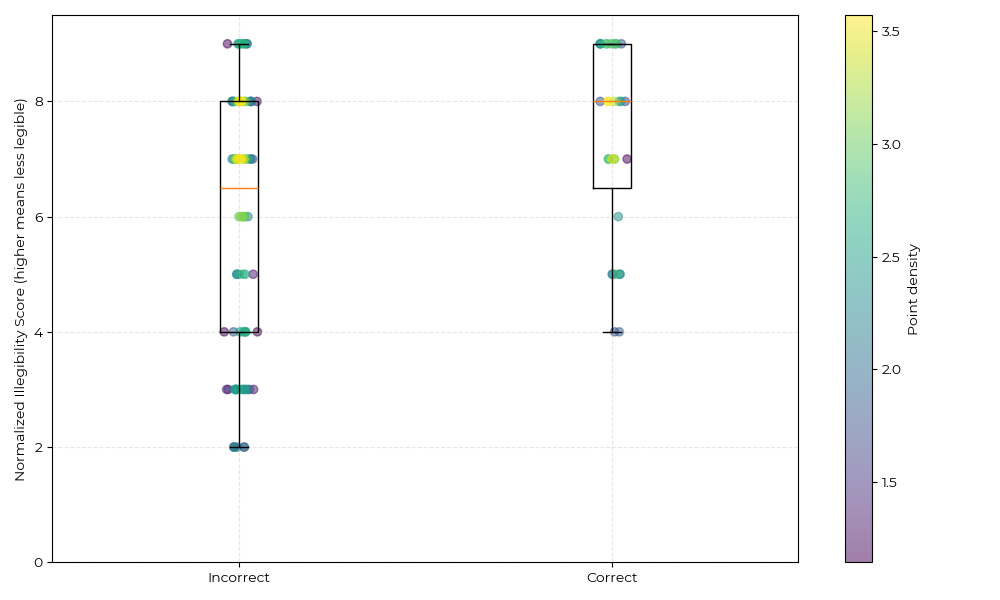 Normalized Illegibility Score (higher means less legible)
8
6
4
2
0
Incorrect
Correct
3.5
3.0
2.5
2.0
1.5
Point density